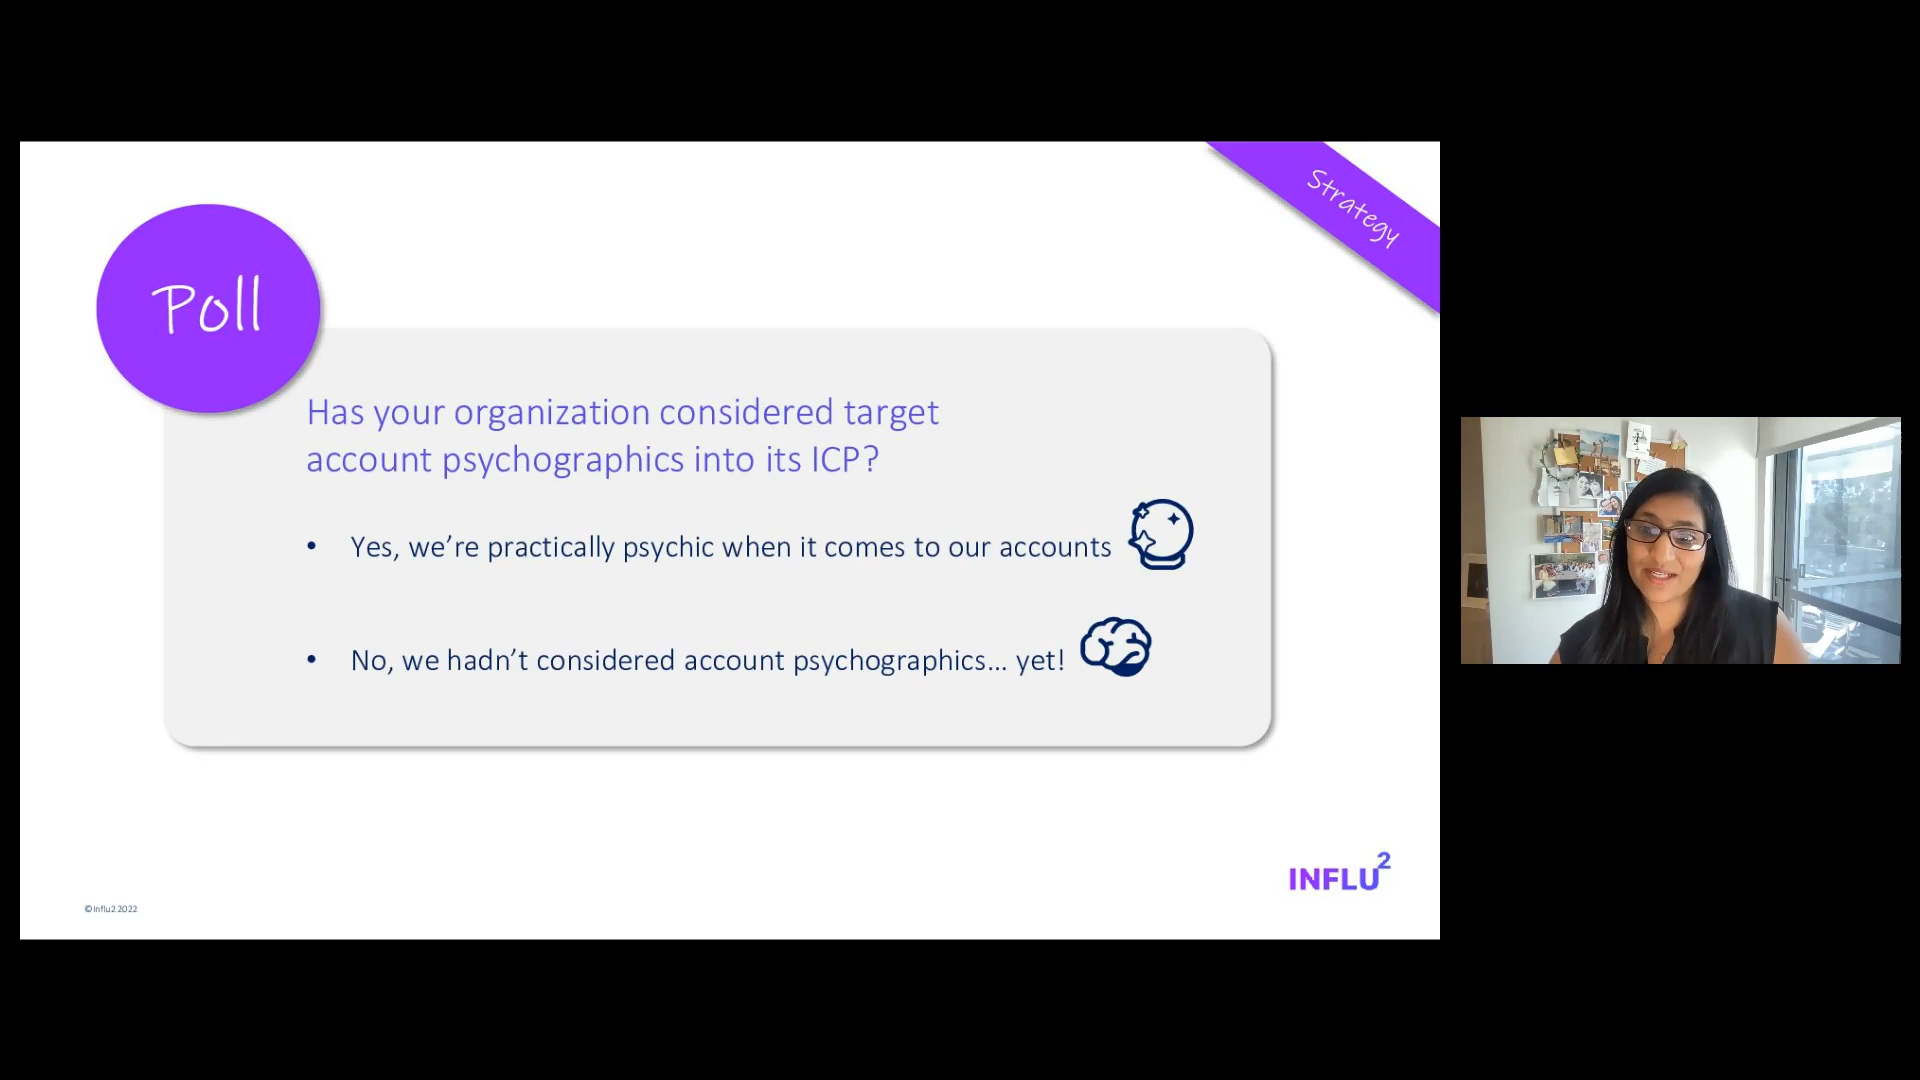 Strategy
Poll
Has your organization considered target
account psychographics into its ICP?
• Yes, we’re practically psychic when it comes to our accounts
• No, we hadn’t considered account psychographics… yet!
INFLU2
©Influ2 2022